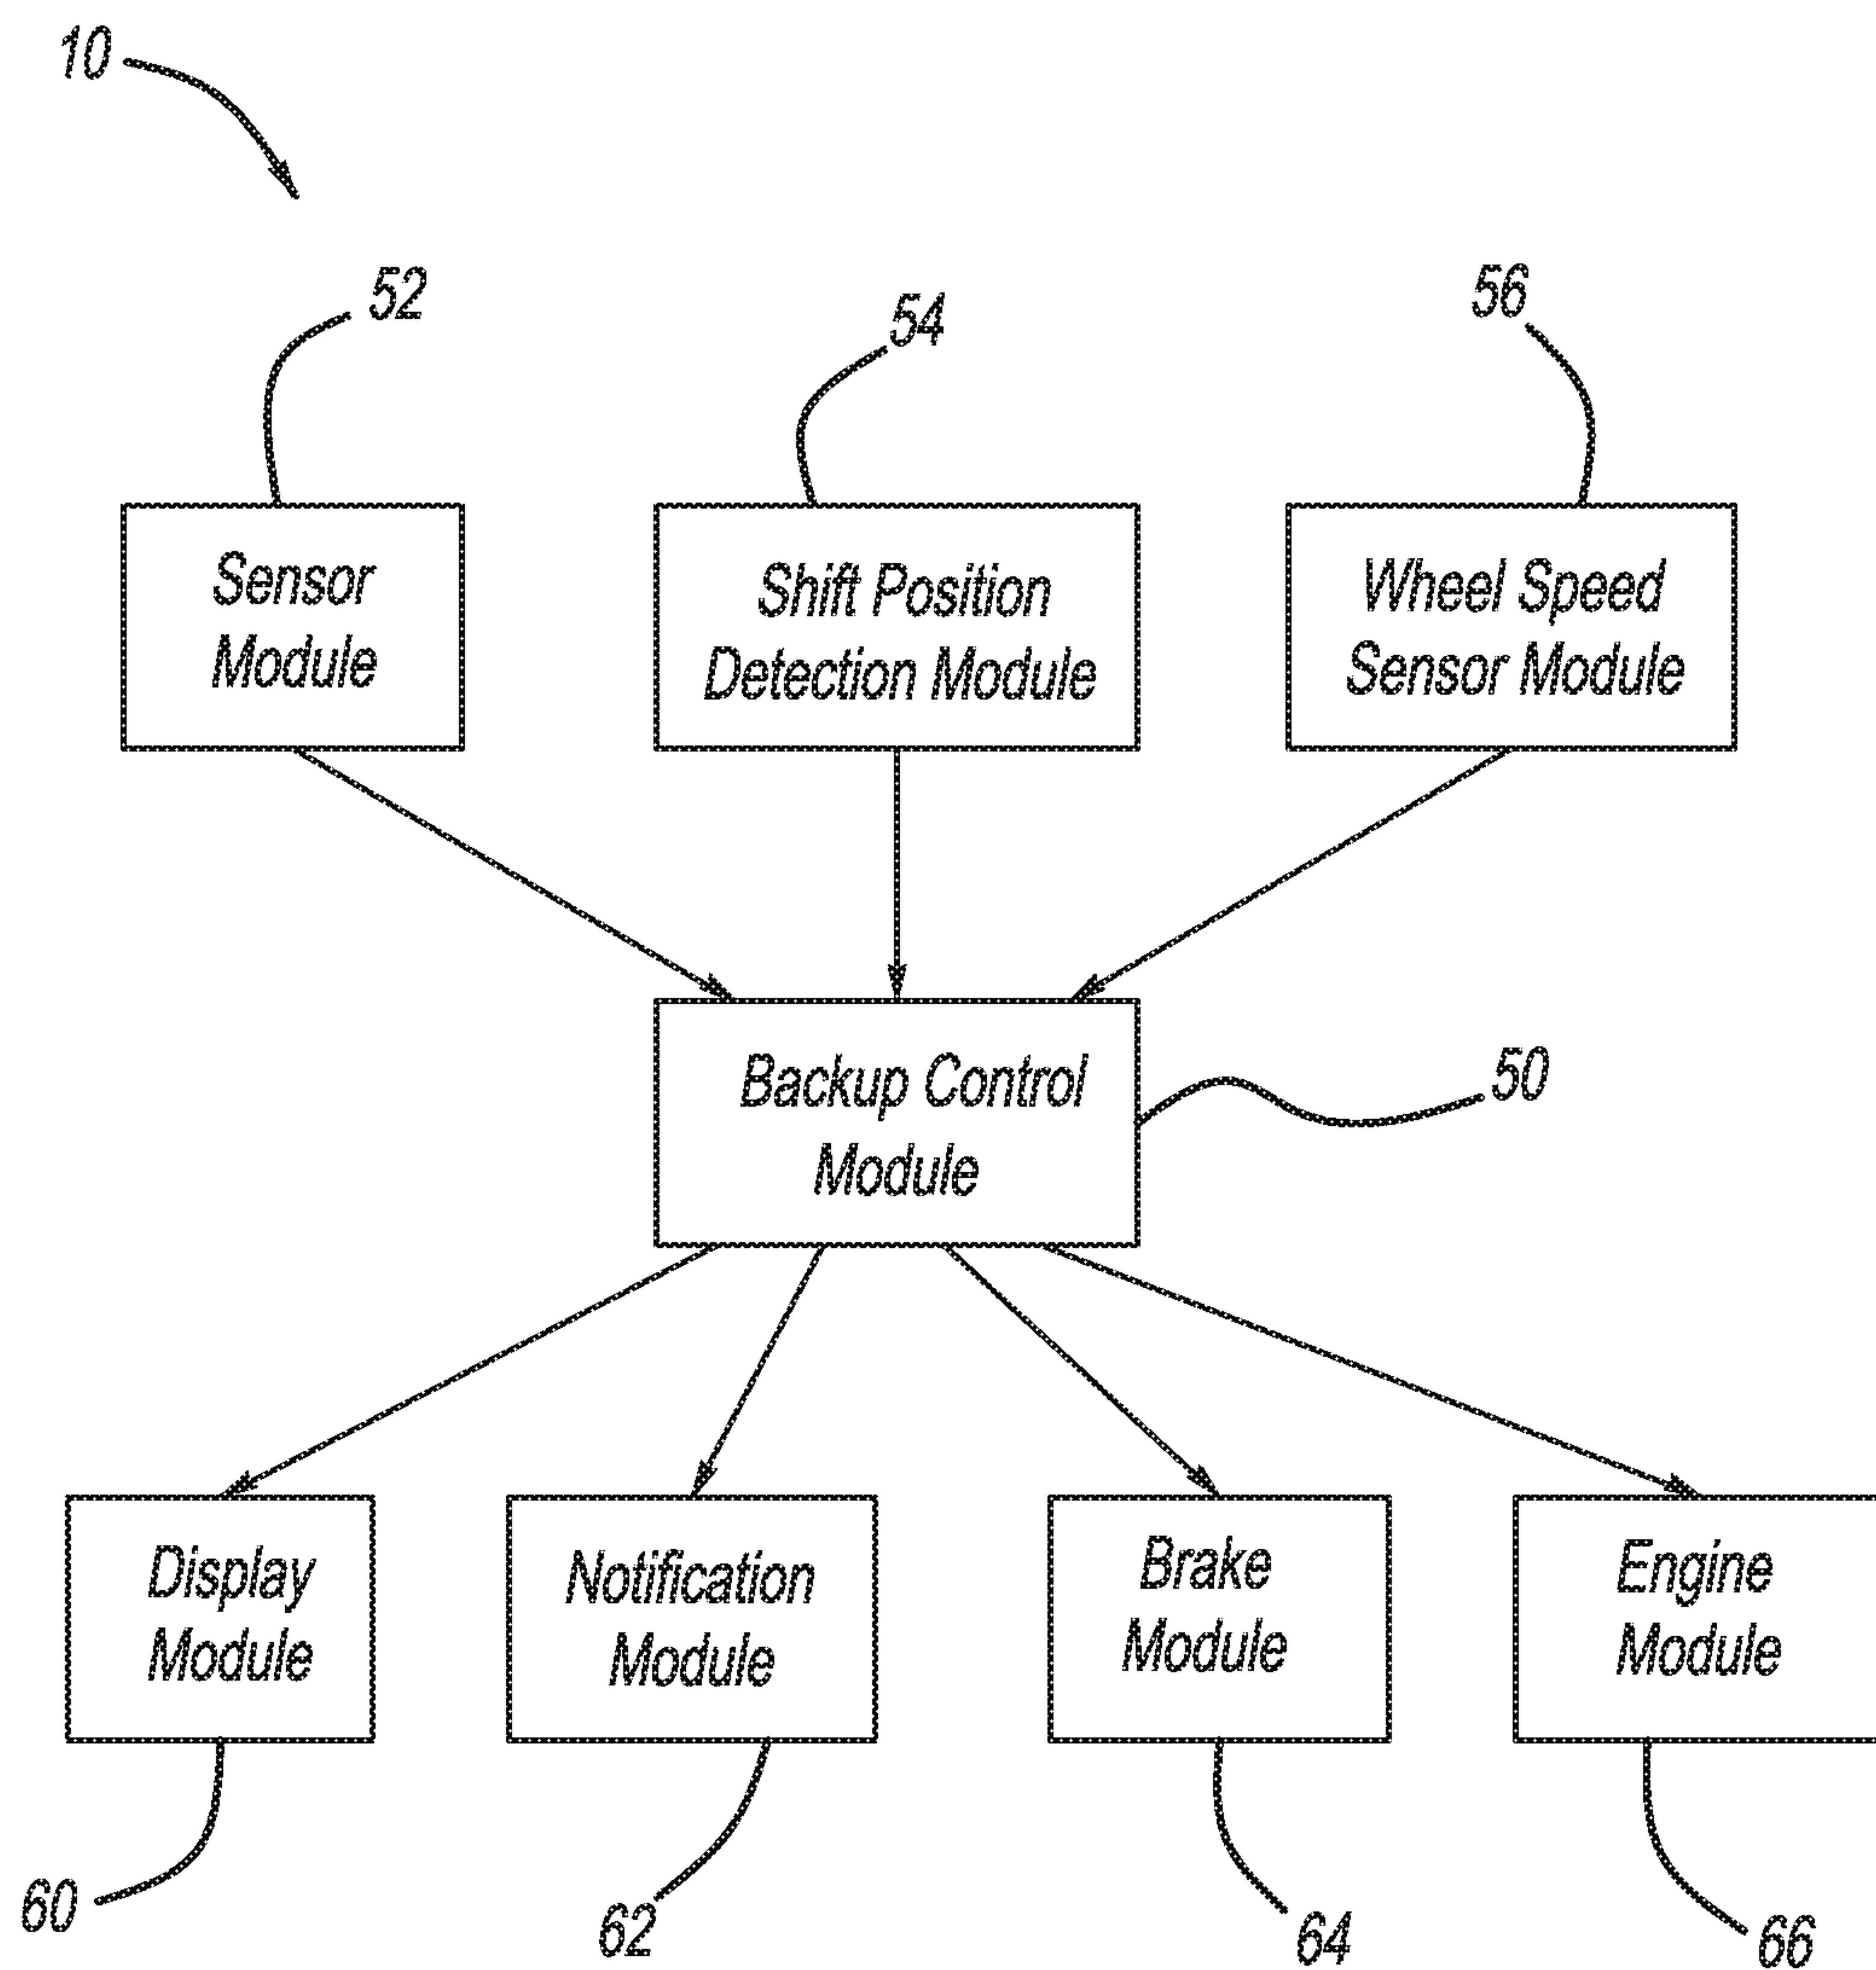 10
52
54
56
Sensor
Module
Shift Position
Detection Module
Wheel Speed
Sensor Module
Backup Control
Module
50
Display
Module
Notification
Module
Brake
Module
Engine
Module
60
62
64
66